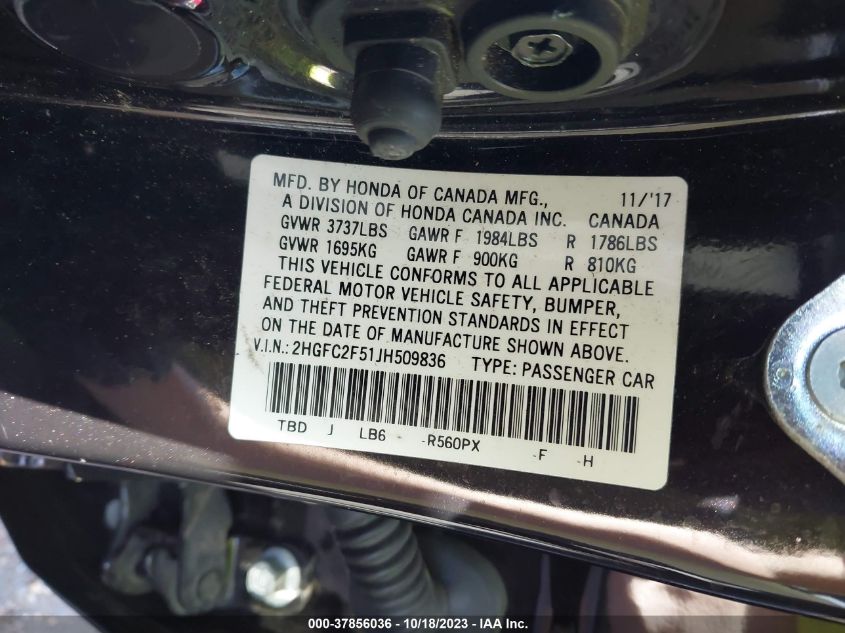 MFD. BY HONDA OF CANADA MFG., 11/'17
A DIVISION OF HONDA CANADA INC. CANADA
GVWR 3737LBS GAWR F 1984LBS R 1786LBS
GVWR 1695KG GAWR F 900KG R 810KG
THIS VEHICLE CONFORMS TO ALL APPLICABLE
FEDERAL MOTOR VEHICLE SAFETY, BUMPER,
AND THEFT PREVENTION STANDARDS IN EFFECT
ON THE DATE OF MANUFACTURE SHOWN ABOVE.
V.I.N.: 2HGFC2F51JH509836 TYPE: PASSENGER CAR
TBD J LB6 -R560PX -F -H
000-37856036 - 10/18/2023 - IAA Inc.